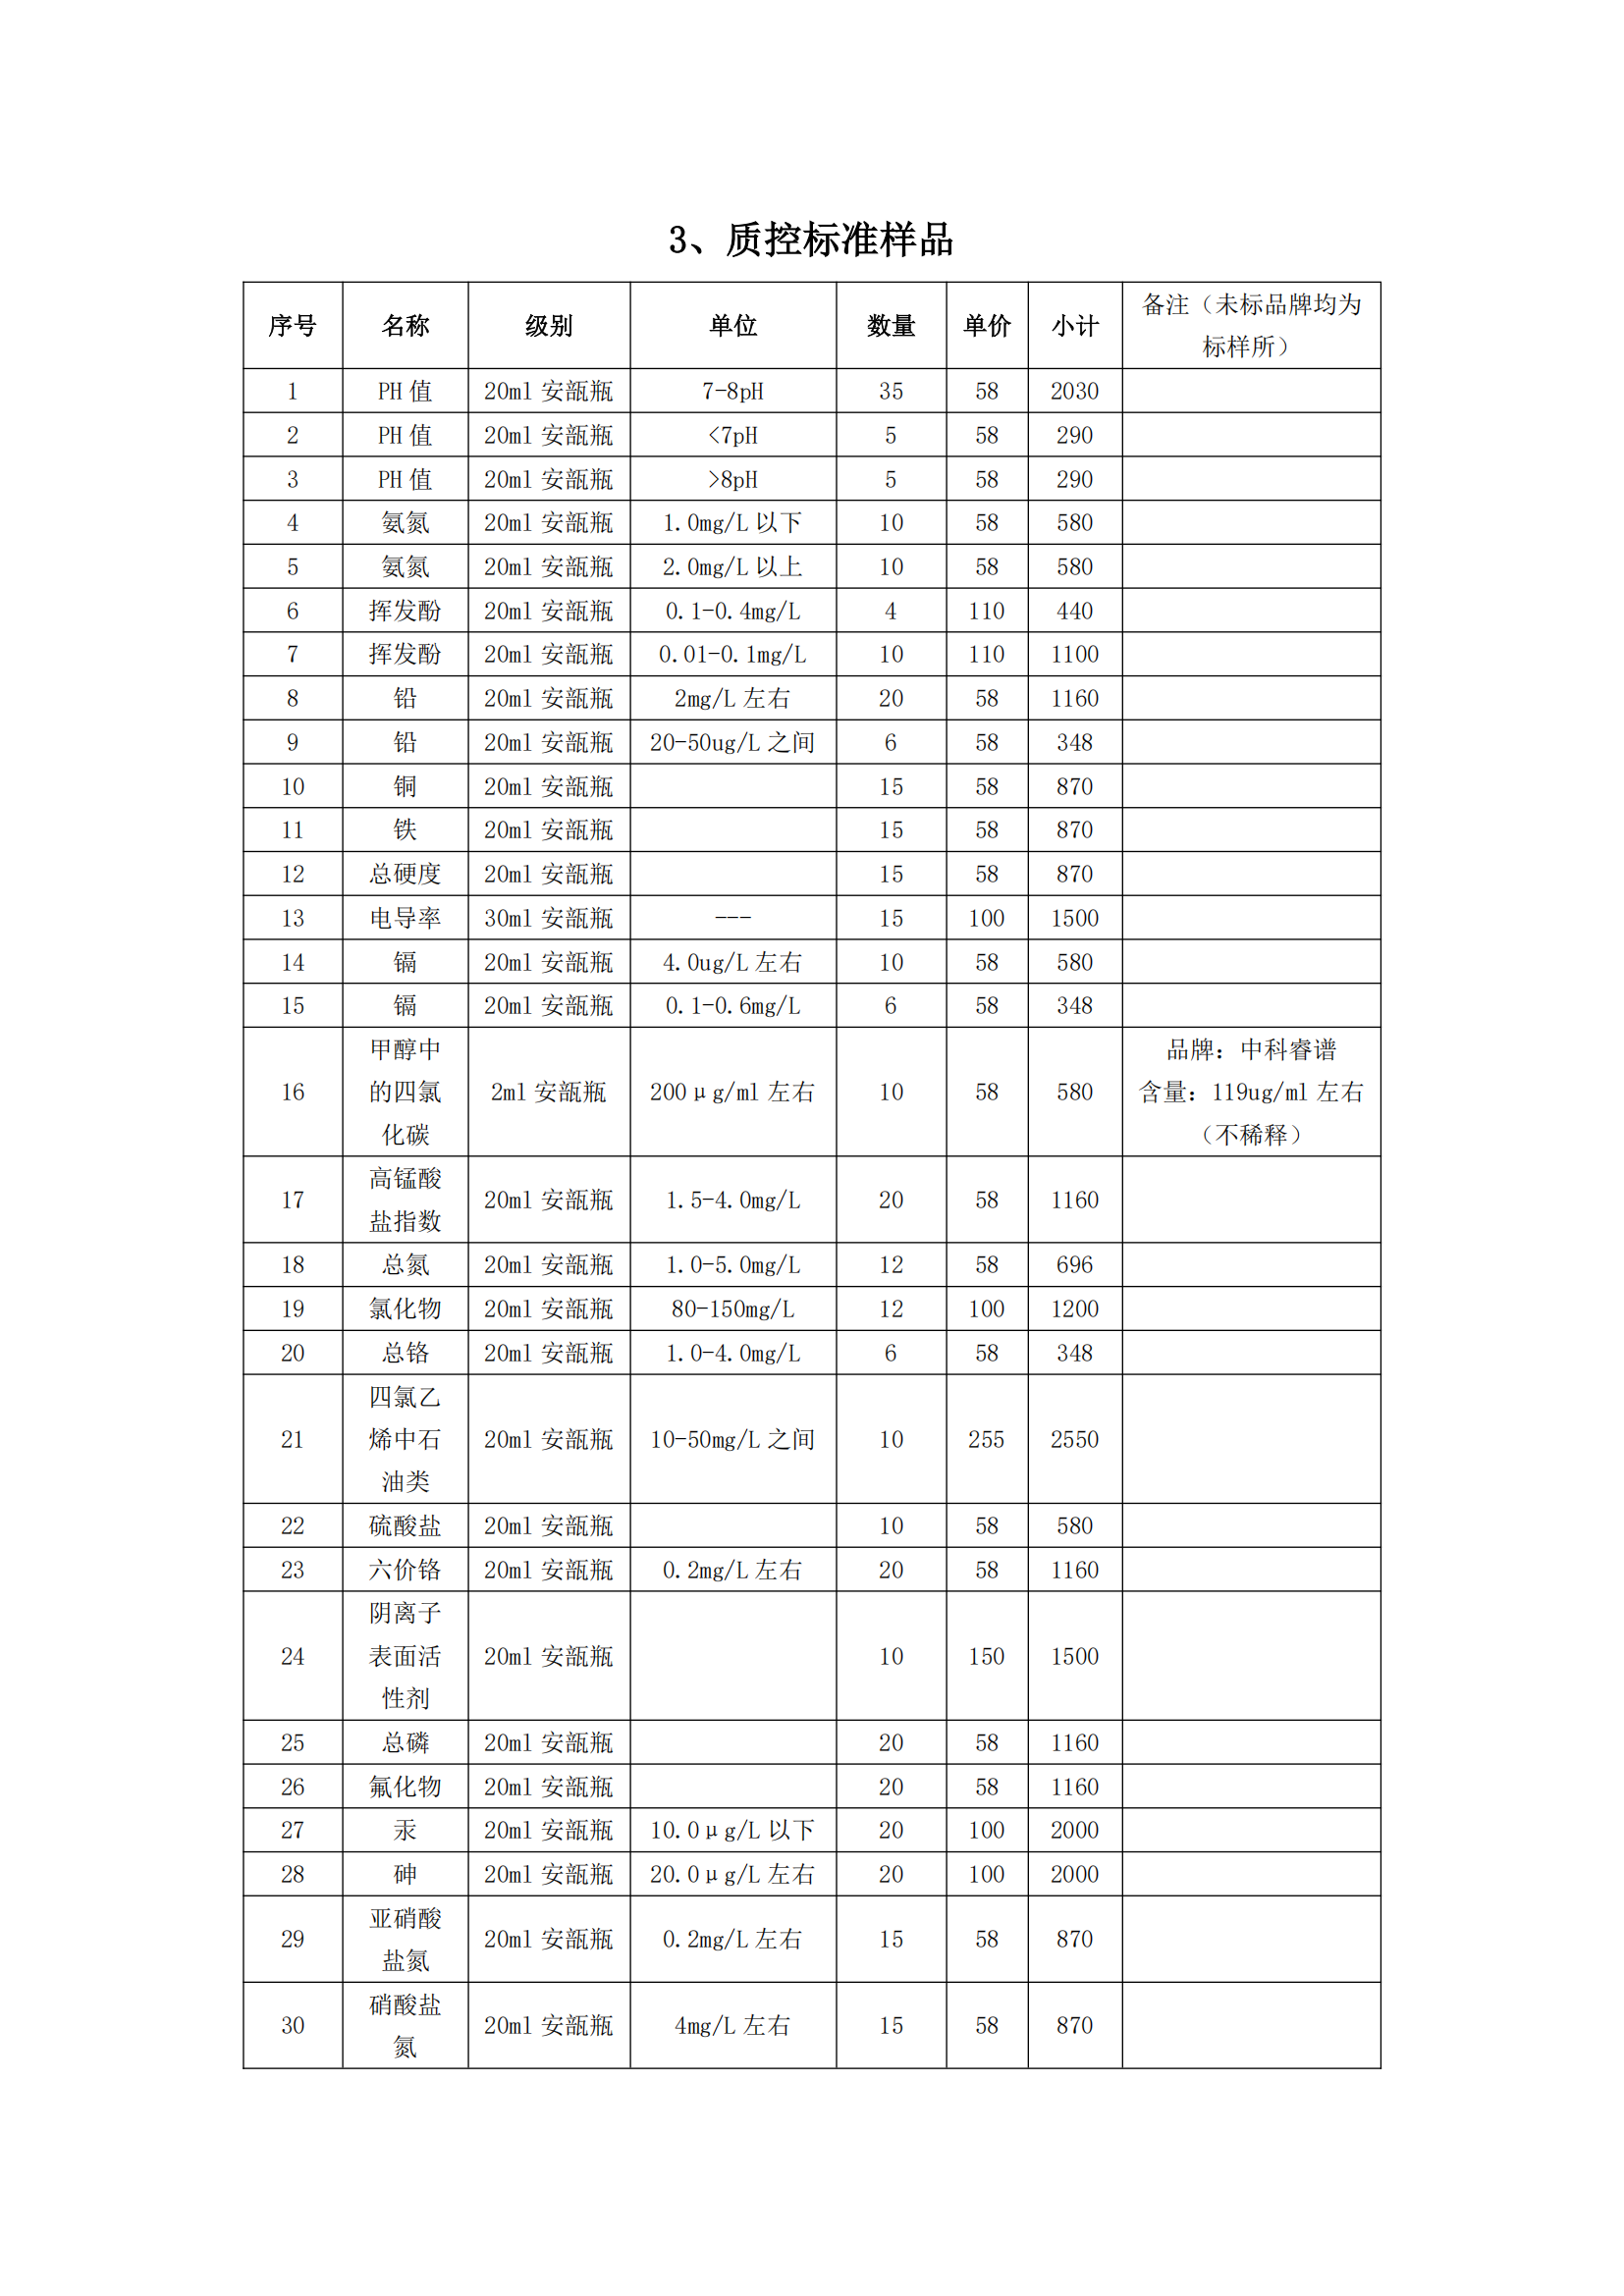 3、质控标准样品
序号 名称 级别 单位 数量 单价 小计 备注（未标品牌均为
标样所）
1 PH 值 20ml 安瓿瓶 7-8pH 35 58 2030
2 PH 值 20ml 安瓿瓶 <7pH 5 58 290
3 PH 值 20ml 安瓿瓶 >8pH 5 58 290
4 氨氮 20ml 安瓿瓶 1.0mg/L 以下 10 58 580
5 氨氮 20ml 安瓿瓶 2.0mg/L 以上 10 58 580
6 挥发酚 20ml 安瓿瓶 0.1-0.4mg/L 4 110 440
7 挥发酚 20ml 安瓿瓶 0.01-0.1mg/L 10 110 1100
8 铅 20ml 安瓿瓶 2mg/L 左右 20 58 1160
9 铅 20ml 安瓿瓶 20-50ug/L 之间 6 58 348
10 铜 20ml 安瓿瓶 15 58 870
11 铁 20ml 安瓿瓶 15 58 870
12 总硬度 20ml 安瓿瓶 15 58 870
13 电导率 30ml 安瓿瓶 --- 15 100 1500
14 镉 20ml 安瓿瓶 4.0ug/L 左右 10 58 580
15 镉 20ml 安瓿瓶 0.1-0.6mg/L 6 58 348
16 甲醇中
的四氯
化碳 2ml 安瓿瓶 200μg/ml 左右 10 58 580 品牌：中科睿谱
含量：119ug/ml 左右
（不稀释）
17 高锰酸
盐指数 20ml 安瓿瓶 1.5-4.0mg/L 20 58 1160
18 总氮 20ml 安瓿瓶 1.0-5.0mg/L 12 58 696
19 氯化物 20ml 安瓿瓶 80-150mg/L 12 100 1200
20 总铬 20ml 安瓿瓶 1.0-4.0mg/L 6 58 348
21 四氯乙
烯中石
油类 20ml 安瓿瓶 10-50mg/L 之间 10 255 2550
22 硫酸盐 20ml 安瓿瓶 10 58 580
23 六价铬 20ml 安瓿瓶 0.2mg/L 左右 20 58 1160
24 阴离子
表面活
性剂 20ml 安瓿瓶 10 150 1500
25 总磷 20ml 安瓿瓶 20 58 1160
26 氟化物 20ml 安瓿瓶 20 58 1160
27 汞 20ml 安瓿瓶 10.0μg/L 以下 20 100 2000
28 砷 20ml 安瓿瓶 20.0μg/L 左右 20 100 2000
29 亚硝酸
盐氮 20ml 安瓿瓶 0.2mg/L 左右 15 58 870
30 硝酸盐
氮 20ml 安瓿瓶 4mg/L 左右 15 58 870